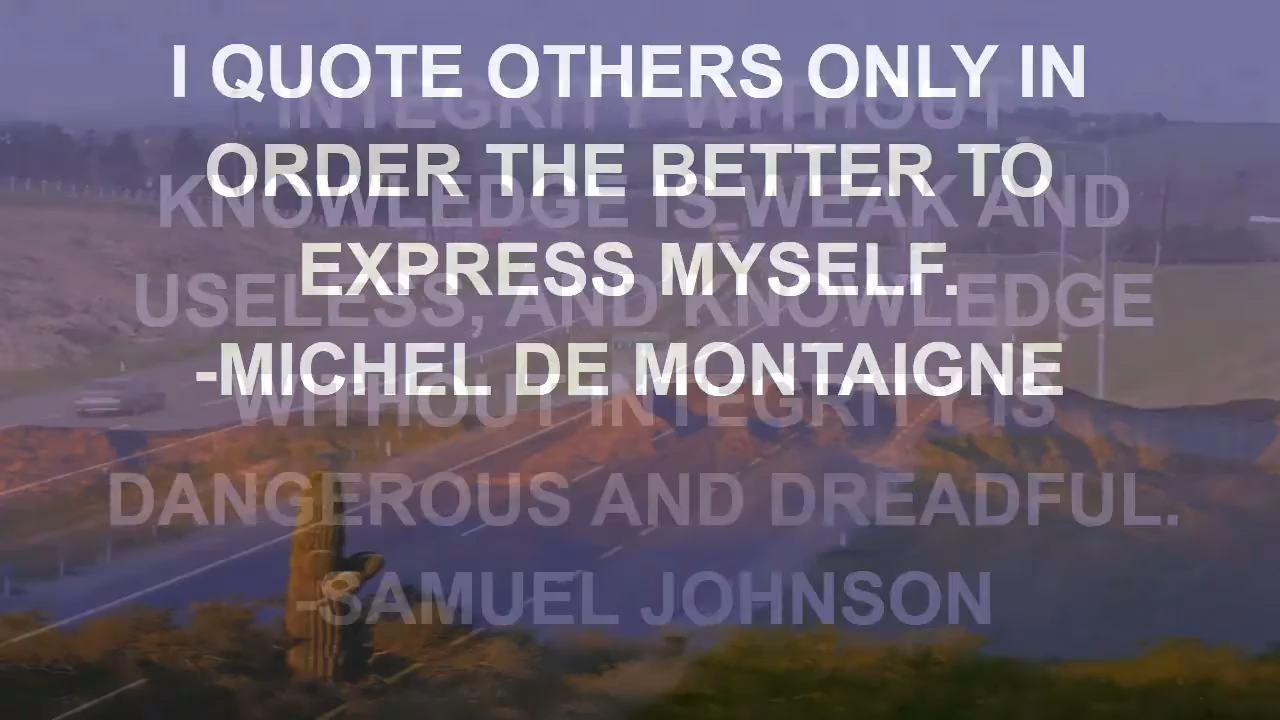 I QUOTE OTHERS ONLY IN
ORDER THE BETTER TO
EXPRESS MYSELF.
-MICHEL DE MONTAIGNE
INTEGRITY WITHOUT
KNOWLEDGE IS WEAK AND
USELESS, AND KNOWLEDGE
WITHOUT INTEGRITY IS
DANGEROUS AND DREADFUL.
-SAMUEL JOHNSON